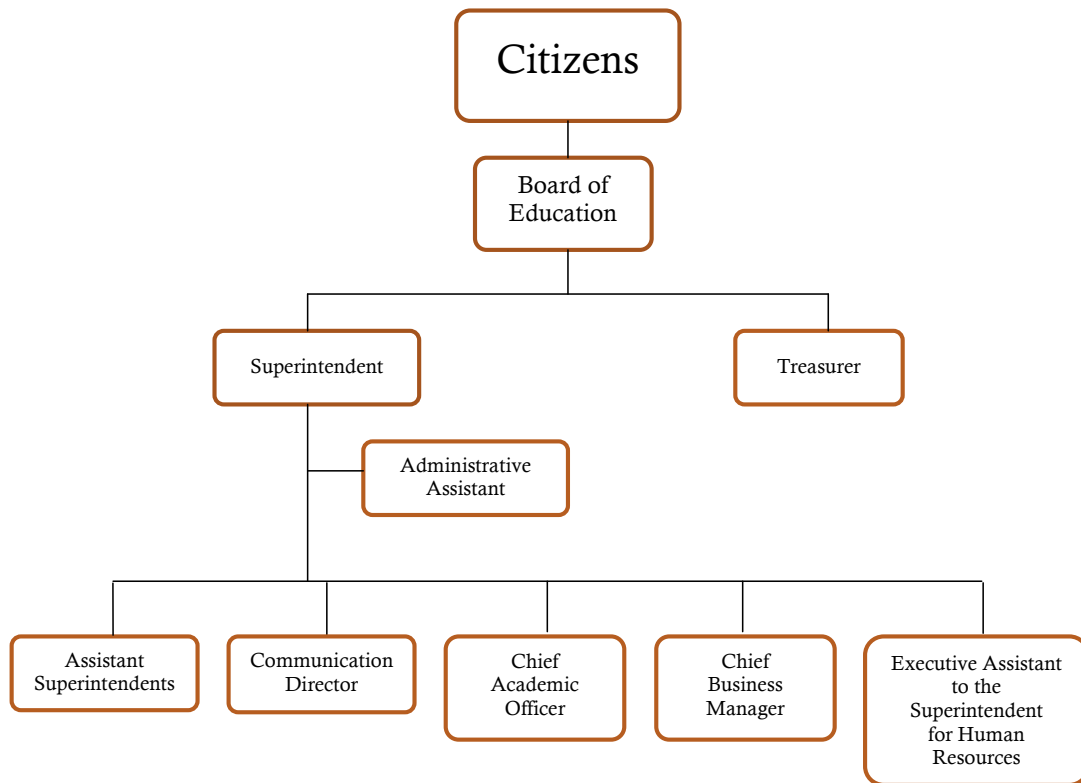 Citizens
Board of
Education
Superintendent
Treasurer
Administrative
Assistant
Assistant
Superintendents
Communication
Director
Chief
Academic
Officer
Chief
Business
Manager
Executive Assistant
to the
Superintendent
for Human
Resources